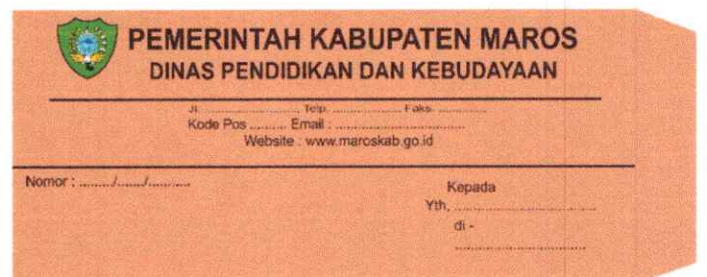 PEMERINTAH KABUPATEN MAROS
DINAS PENDIDIKAN DAN KEBUDAYAAN
Jl. ........................., Telp. ................. Faks. .............
Kode Pos .......... Email : ...................................
Website : www.maroskab.go.id
Nomor : ......../......./...........
Kepada
Yth, .......................................
di -
.......................................